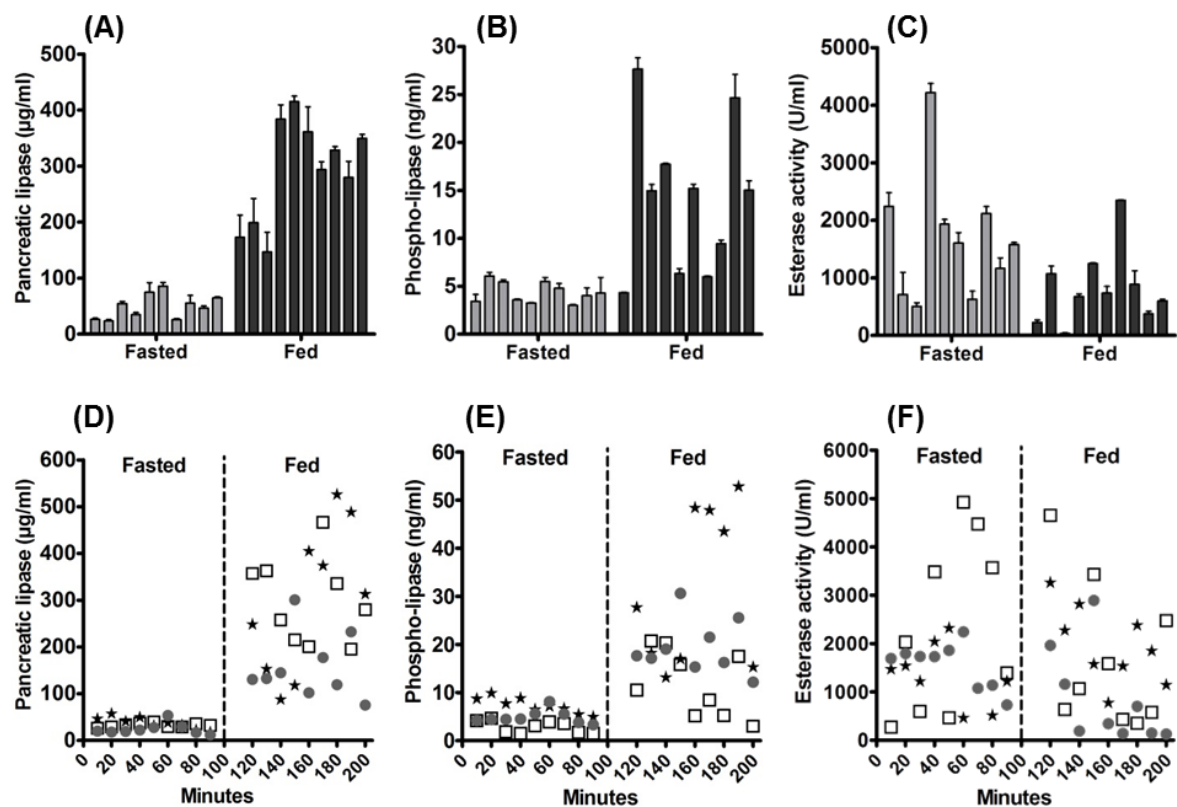 (A)
Pancreatic lipase (µg/ml)
500
400
300
200
100
0
Fasted
Fed
(B)
Phospho-lipase (ng/ml)
30
25
20
15
10
5
0
Fasted
Fed
(C)
Esterase activity (U/ml)
5000
4000
3000
2000
1000
0
Fasted
Fed
(D)
Pancreatic lipase (µg/ml)
600
500
400
300
200
100
0
Fasted
Fed
0 20 40 60 80 100 120 140 160 180 200
Minutes
(E)
Phospho-lipase (ng/ml)
60
50
40
30
20
10
0
Fasted
Fed
0 20 40 60 80 100 120 140 160 180 200
Minutes
(F)
Esterase activity (U/ml)
6000
5000
4000
3000
2000
1000
0
Fasted
Fed
0 20 40 60 80 100 120 140 160 180 200
Minutes